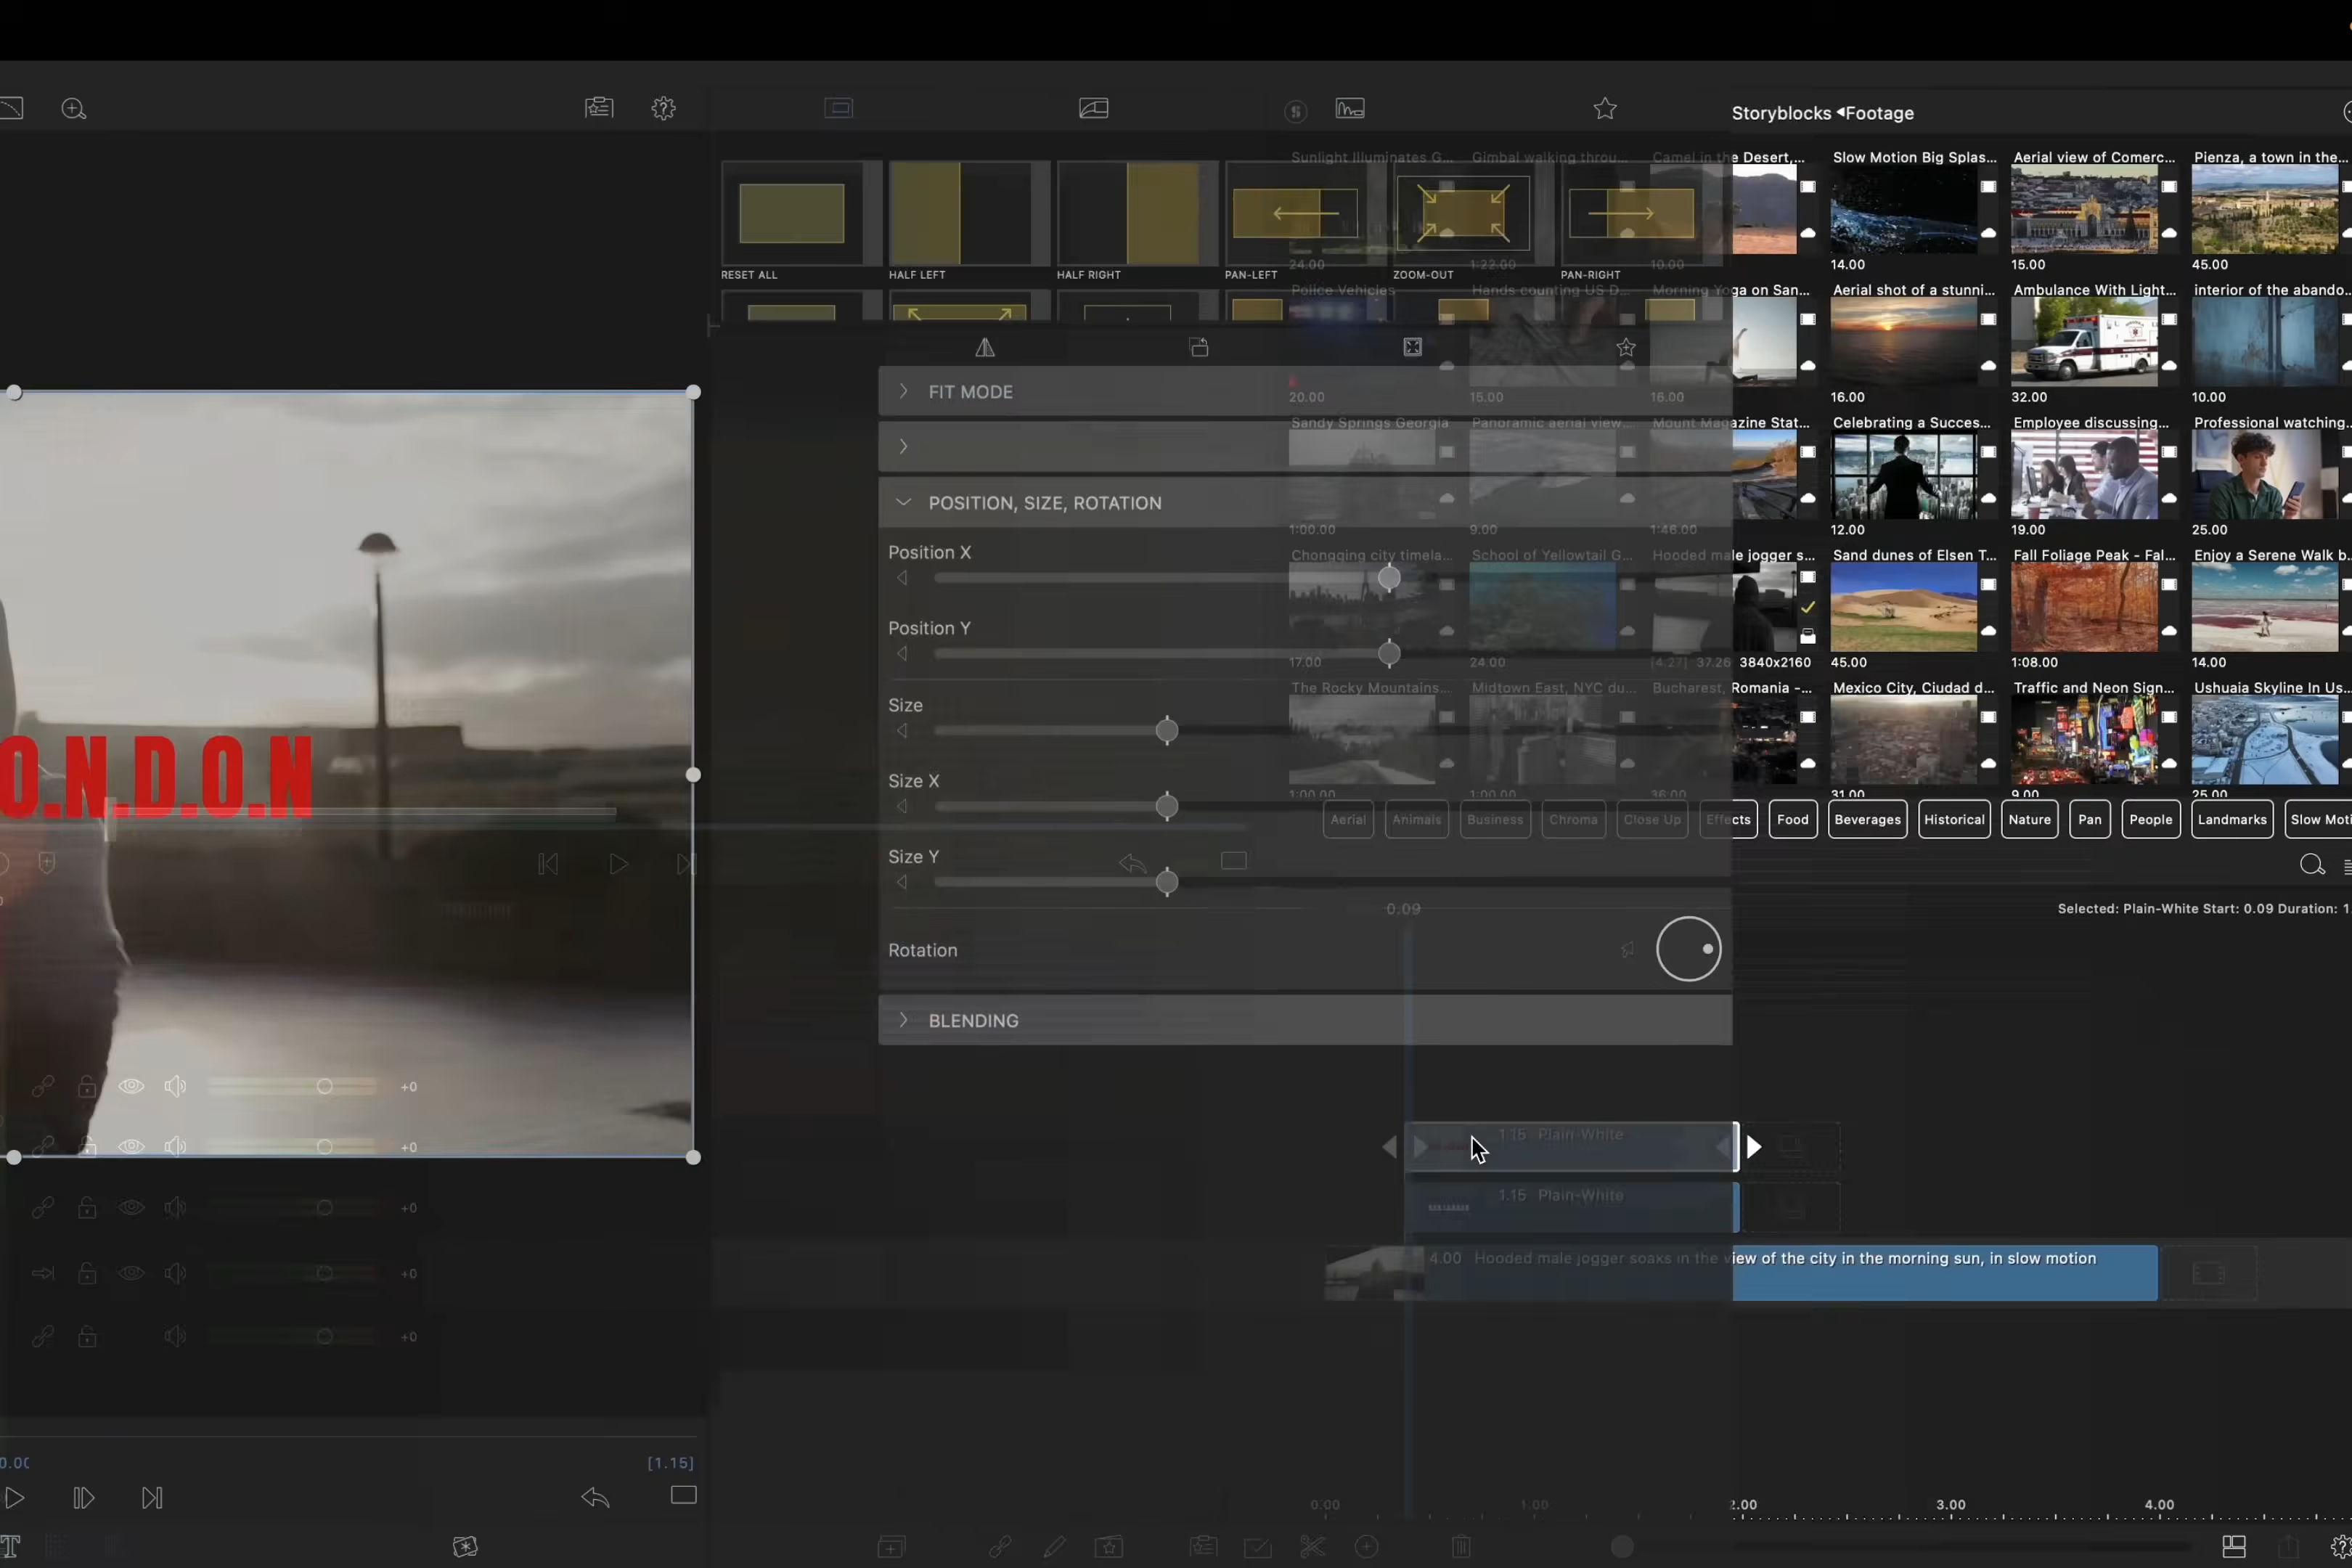 Storyblocks ◀Footage
Sunlight Illuminates G... Gimbal walking throu... Camel in the Desert,... Slow Motion Big Splas... Aerial view of Comerc... Pienza, a town in the...
24.00 1:22.00 10.00 14.00 15.00 45.00
RESET ALL HALF LEFT HALF RIGHT PAN-LEFT ZOOM-OUT PAN-RIGHT
Police Vehicles Hands counting US D... Morning Yoga on San... Aerial shot of a stunni... Ambulance With Light... interior of the abando...
20.00 15.00 16.00 16.00 32.00 10.00
FIT MODE
Sandy Springs Georgia Panoramic aerial view... Mount Magazine Stat... Celebrating a Succes... Employee discussing... Professional watching...
POSITION, SIZE, ROTATION
1:00.00 9.00 1:46.00 12.00 19.00 25.00
Position X
Chongqing city timela... School of Yellowtail G... Hooded male jogger s... Sand dunes of Elsen T... Fall Foliage Peak - Fal... Enjoy a Serene Walk b...
Position Y
17.00 24.00 [4.27] 37.26 3840x2160 45.00 1:08.00 14.00
The Rocky Mountains... Midtown East, NYC du... Bucharest, Romania -... Mexico City, Ciudad d... Traffic and Neon Sign... Ushuaia Skyline In Us...
Size
O.N.D.O.N
Size X
1:00.00 1:00.00 36.00 31.00 9.00 25.00
Aerial Animals Business Chroma Close Up Effects Food Beverages Historical Nature Pan People Landmarks Slow Moti
Size Y
0.09
Selected: Plain-White Start: 0.09 Duration: 1
Rotation
BLENDING
+0
+0
+0
+0
+0
1.15 Plain-White
1.15 Plain-White
4.00 Hooded male jogger soaks in the view of the city in the morning sun, in slow motion
0.00 [1.15]
0.00 1.00 2.00 3.00 4.00